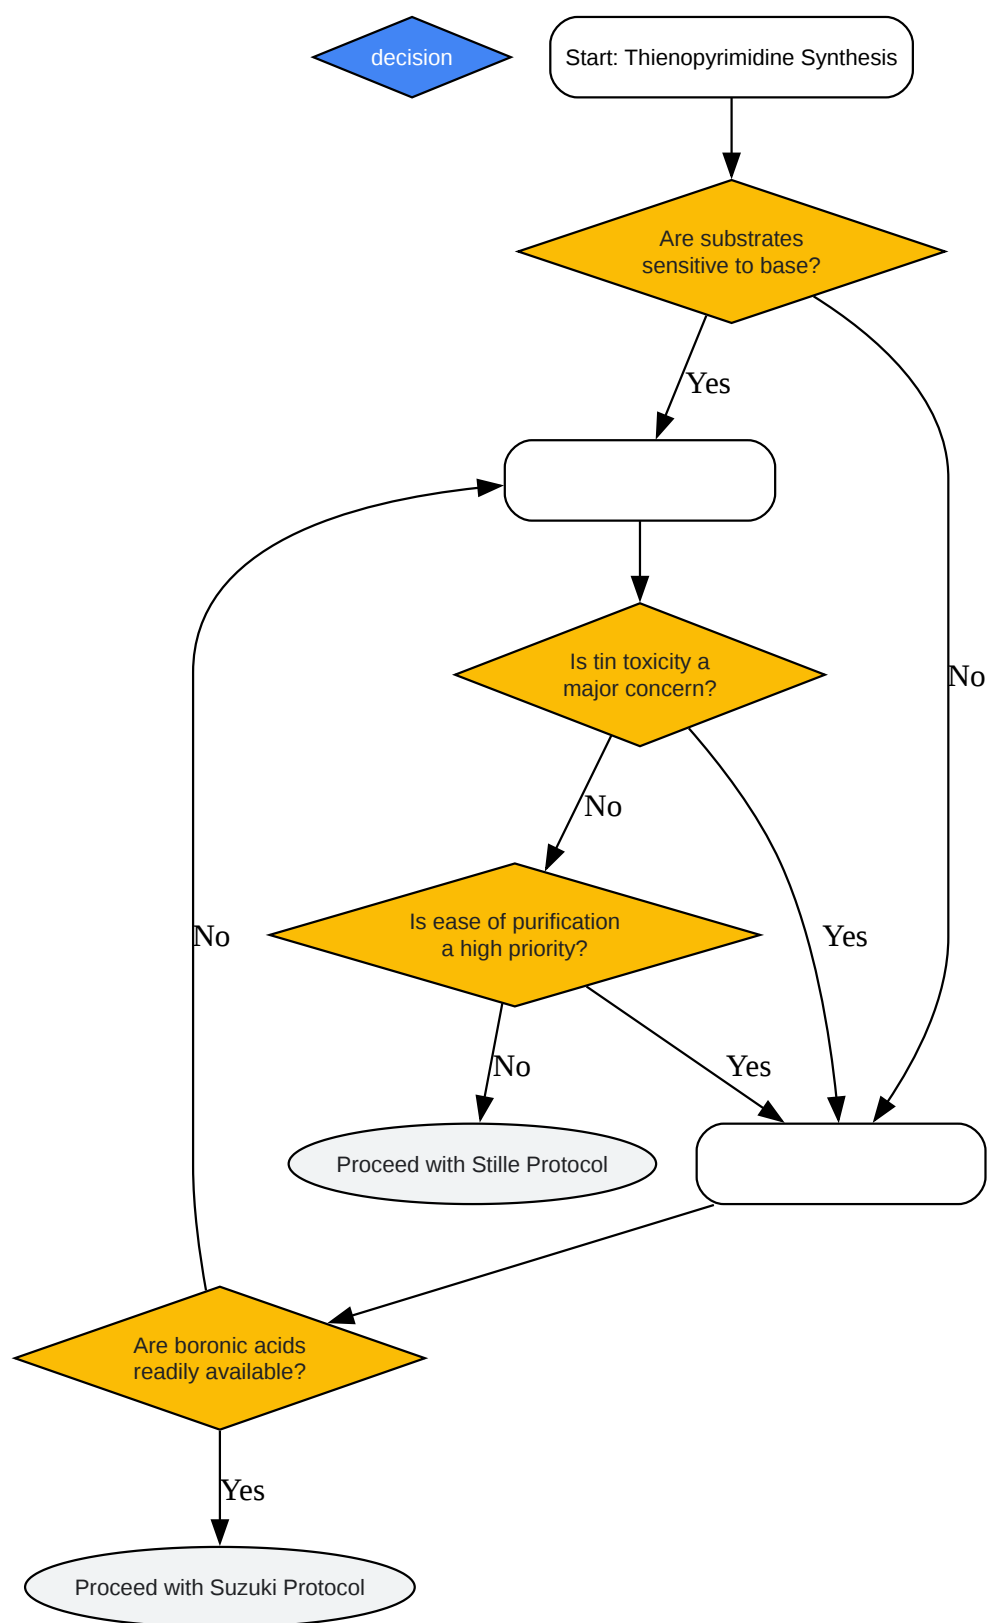 decision
Start: Thienopyrimidine Synthesis
Are substrates
sensitive to base?
Yes
No
Is tin toxicity a
major concern?
No
Yes
Is ease of purification
a high priority?
No
No
Yes
Proceed with Stille Protocol
Are boronic acids
readily available?
Yes
Proceed with Suzuki Protocol